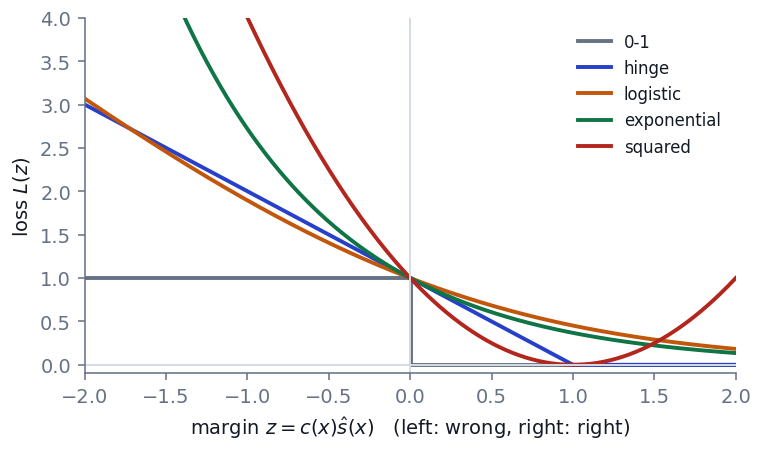 4.0
3.5
3.0
2.5
2.0
1.5
1.0
0.5
0.0
loss L(z)
0-1
hinge
logistic
exponential
squared
−2.0 −1.5 −1.0 −0.5 0.0 0.5 1.0 1.5 2.0
margin z = c(x)ŝ(x) (left: wrong, right: right)